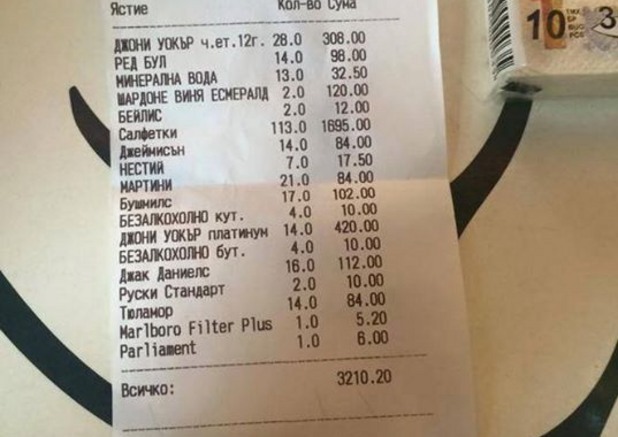 Ястие Кол-во Сума
ДЖОНИ УОКЪР ч.ет.12г. 28.0 308.00
РЕД БУЛ 14.0 98.00
МИНЕРАЛНА ВОДА 13.0 32.50
ШАРДОНЕ ВИНЯ ЕСМЕРАЛД 2.0 120.00
БЕЙЛИС 2.0 12.00
Салфетки 113.0 1695.00
Джеймисън 14.0 84.00
НЕСТИЙ 7.0 17.50
МАРТИНИ 21.0 84.00
Бушмилс 17.0 102.00
БЕЗАЛКОХОЛНО кут. 4.0 10.00
ДЖОНИ УОКЪР платинум 14.0 420.00
БЕЗАЛКОХОЛНО бут. 4.0 10.00
Джак Даниелс 16.0 112.00
Руски Стандарт 2.0 10.00
Тюламор 14.0 84.00
Marlboro Filter Plus 1.0 5.20
Parliament 1.0 6.00
Всичко: 3210.20
10
3